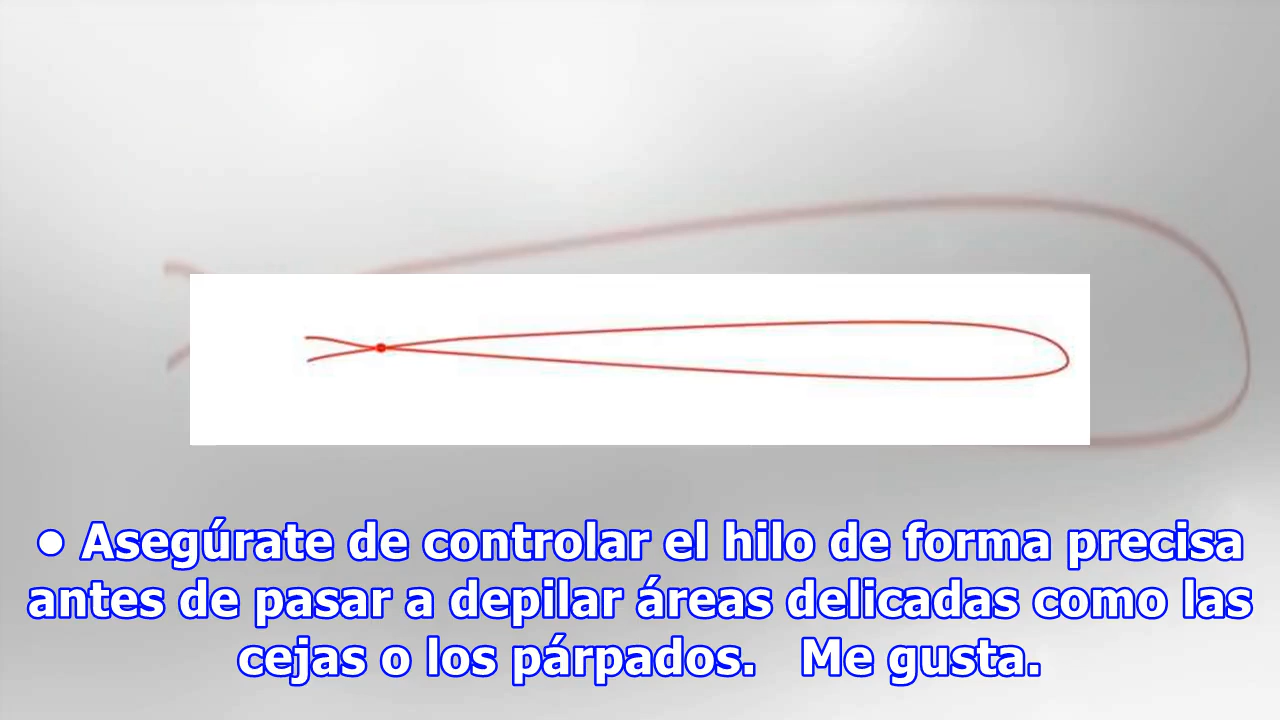 • Asegúrate de controlar el hilo de forma precisa
antes de pasar a depilar áreas delicadas como las
cejas o los párpados.   Me gusta.